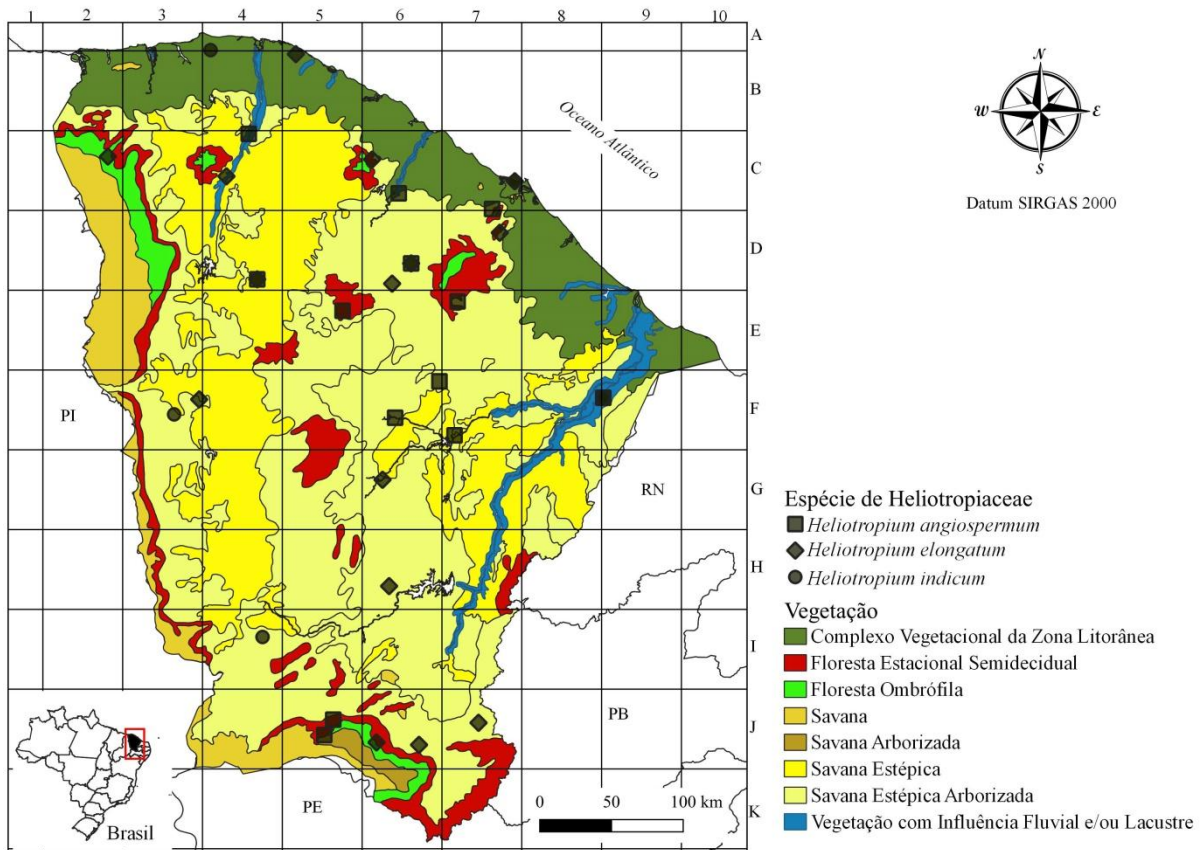 1 2 3 4 5 6 7 8 9 10
A
B
C
D
E
F
G
H
I
J
K
Oceano Atlântico
PI
RN
PB
PE
Brasil
0 50 100 km
N
W E
S
Datum SIRGAS 2000
Espécie de Heliotropiaceae
Heliotropium angiospermum
Heliotropium elongatum
Heliotropium indicum
Vegetação
Complexo Vegetacional da Zona Litorânea
Floresta Estacional Semidecidual
Floresta Ombrófila
Savana
Savana Arborizada
Savana Estépica
Savana Estépica Arborizada
Vegetação com Influência Fluvial e/ou Lacustre